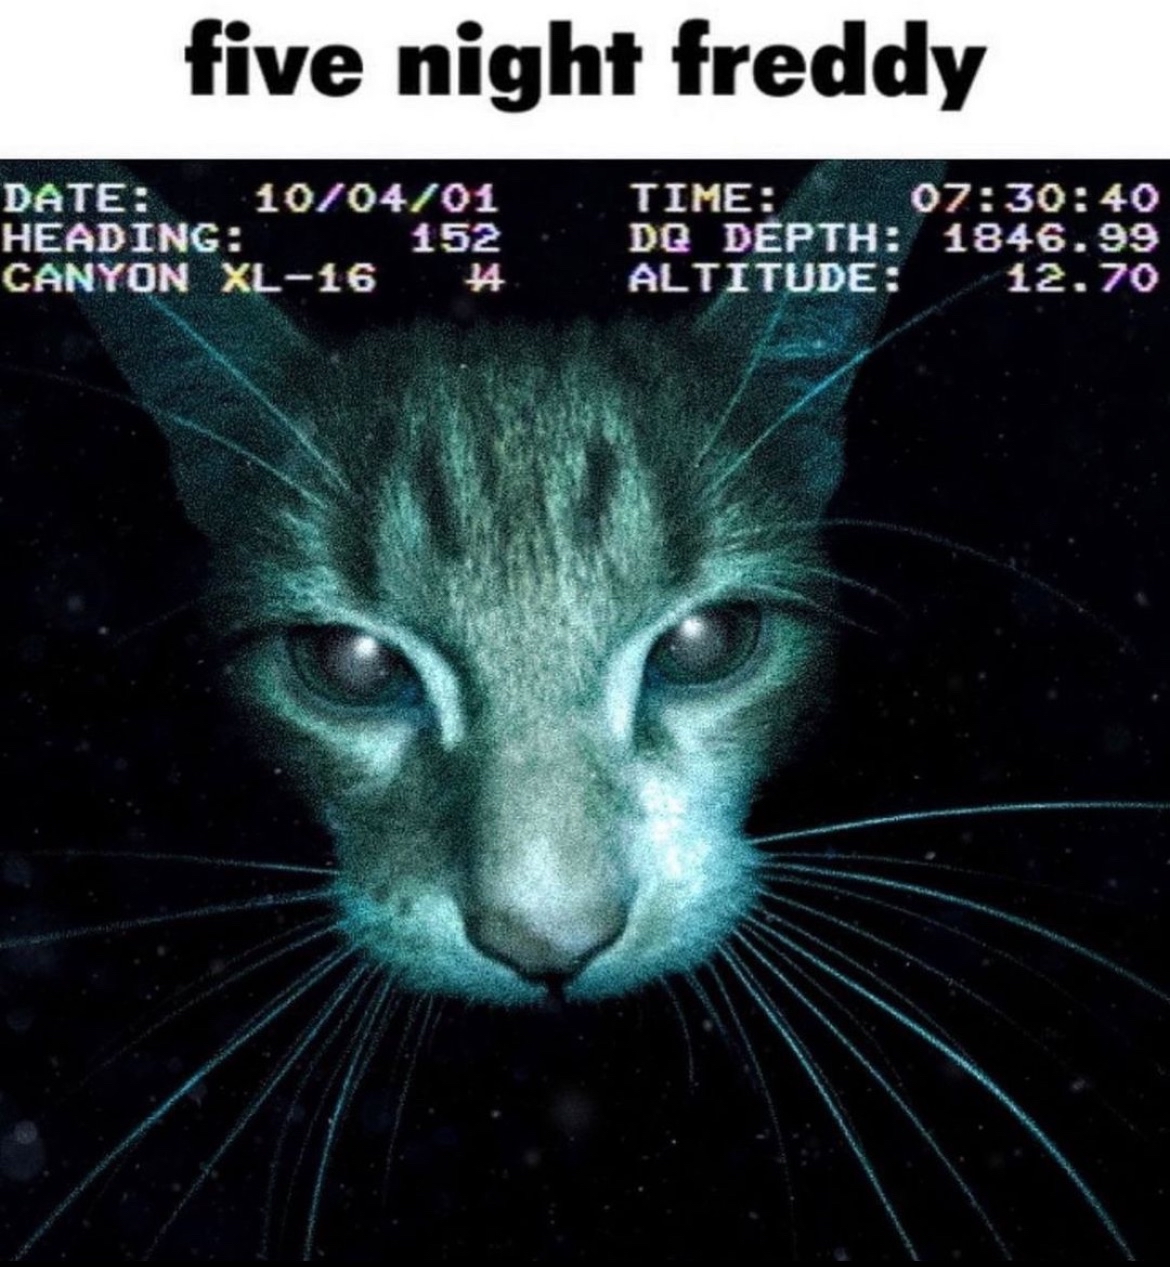 five night freddy
DATE: 10/04/01 TIME: 07:30:40
HEADING: 152 DQ DEPTH: 1846.99
CANYON XL-16 14 ALTITUDE: 12.70